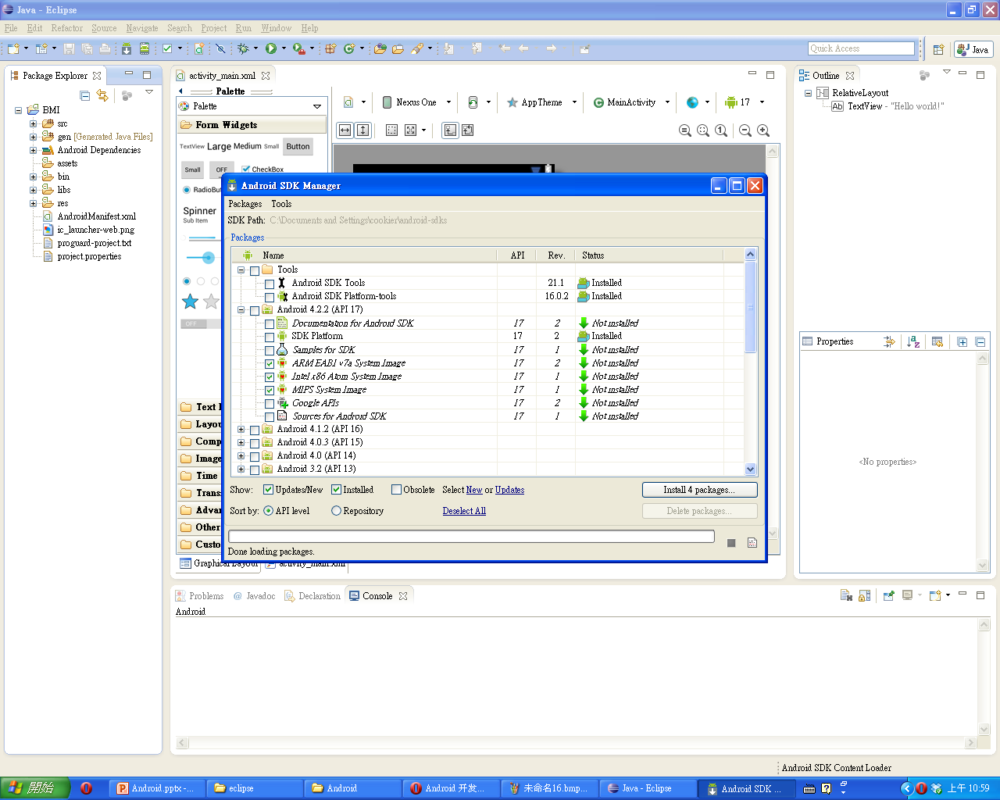 Java - Eclipse
File Edit Refactor Source Navigate Search Project Run Window Help
Quick Access
Java
Package Explorer
BMI
src
gen [Generated Java Files]
Android Dependencies
assets
bin
libs
res
AndroidManifest.xml
ic_launcher-web.png
proguard-project.txt
project.properties
activity_main.xml
Palette
Palette
Form Widgets
TextView Large Medium Small Button
Small OFF CheckBox
RadioBu
Spinner
Sub Item
OFF
Text
Layou
Comp
Image
Time
Trans
Adva
Other
Custo
Graphical Layout
activity_main.xml
Nexus One
AppTheme
MainActivity
17
Android SDK Manager
Packages Tools
SDK Path: C:\Documents and Settings\cookier\android-sdks
Packages
Name API Rev. Status
Tools
Android SDK Tools 21.1 Installed
Android SDK Platform-tools 16.0.2 Installed
Android 4.2.2 (API 17)
Documentation for Android SDK 17 2 Not installed
SDK Platform 17 2 Installed
Samples for SDK 17 1 Not installed
ARM EABI v7a System Image 17 2 Not installed
Intel x86 Atom System Image 17 1 Not installed
MIPS System Image 17 1 Not installed
Google APIs 17 2 Not installed
Sources for Android SDK 17 1 Not installed
Android 4.1.2 (API 16)
Android 4.0.3 (API 15)
Android 4.0 (API 14)
Android 3.2 (API 13)
Show: Updates/New Installed Obsolete Select New or Updates
Install 4 packages...
Sort by: API level Repository Deselect All
Delete packages...
Done loading packages.
Outline
RelativeLayout
Ab TextView - "Hello world!"
Properties
<No properties>
Problems @ Javadoc Declaration Console
Android
Android SDK Content Loader
開始
Android.pptx -...
eclipse
Android
Android 开发...
未命名16.bmp...
Java - Eclipse
Android SDK ...
上午 10:59